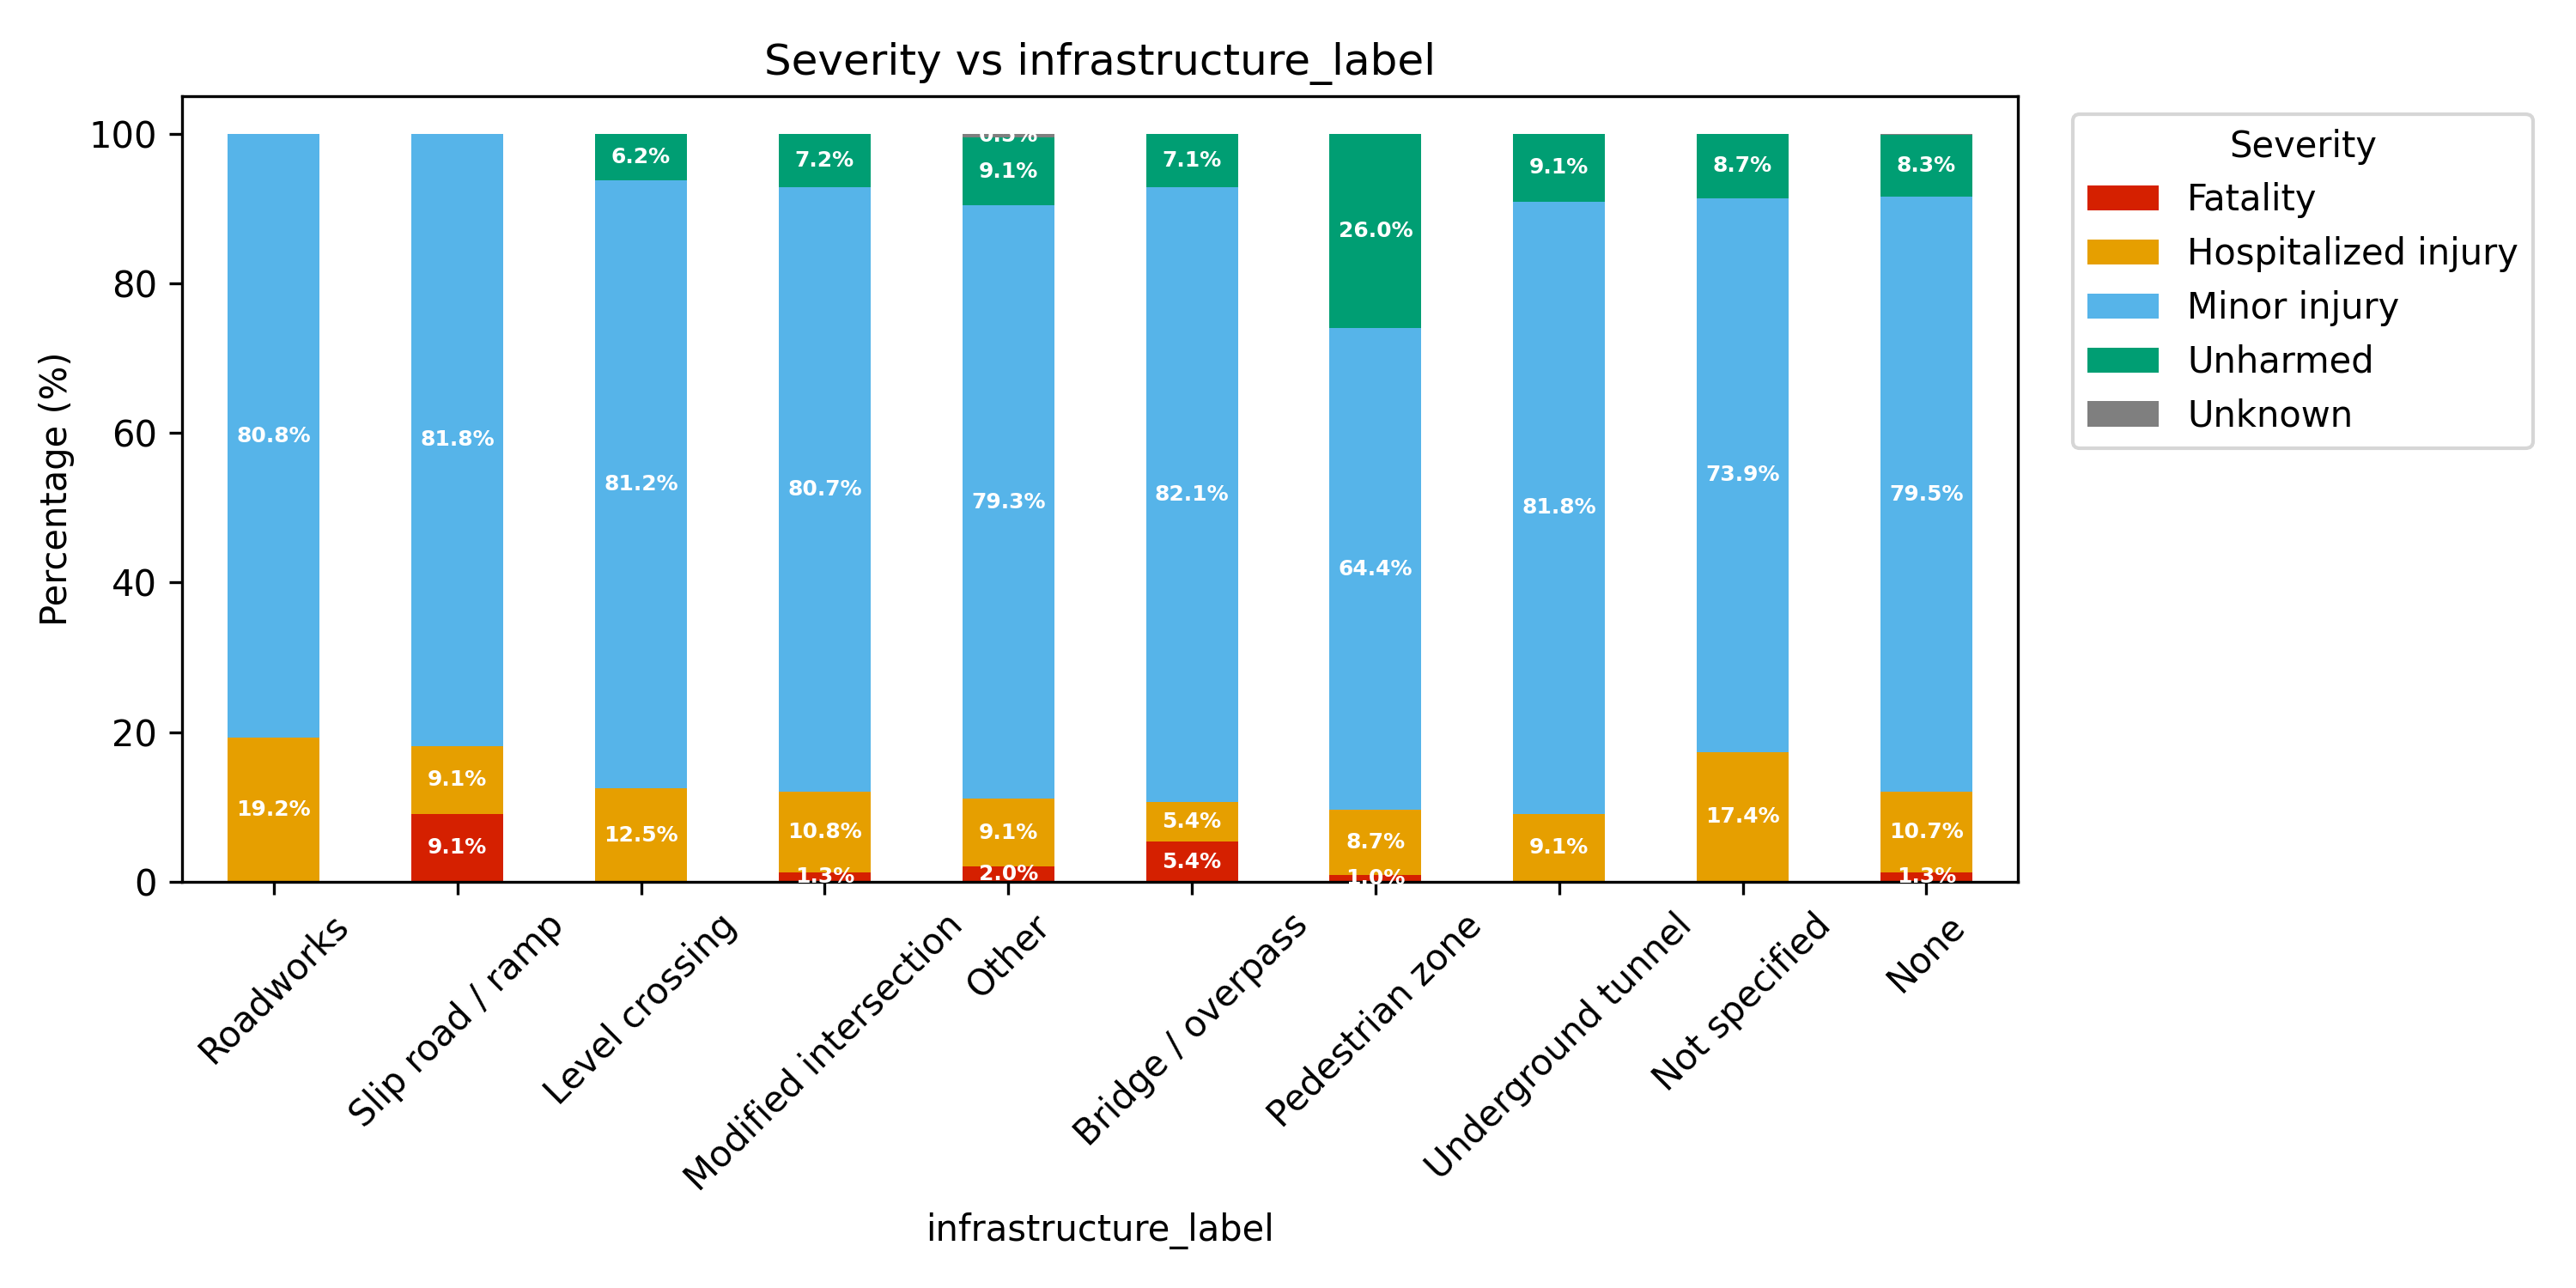 Severity vs infrastructure_label
Percentage (%)
100
80
60
40
20
0
80.8%
19.2%
81.8%
9.1%
9.1%
6.2%
81.2%
12.5%
7.2%
80.7%
10.8%
1.3%
0.5%
9.1%
79.3%
9.1%
2.0%
7.1%
82.1%
5.4%
5.4%
26.0%
64.4%
8.7%
1.0%
9.1%
81.8%
9.1%
8.7%
73.9%
17.4%
8.3%
79.5%
10.7%
1.3%
Roadworks
Slip road / ramp
Level crossing
Modified intersection
Other
Bridge / overpass
Pedestrian zone
Underground tunnel
Not specified
None
infrastructure_label
Severity
Fatality
Hospitalized injury
Minor injury
Unharmed
Unknown